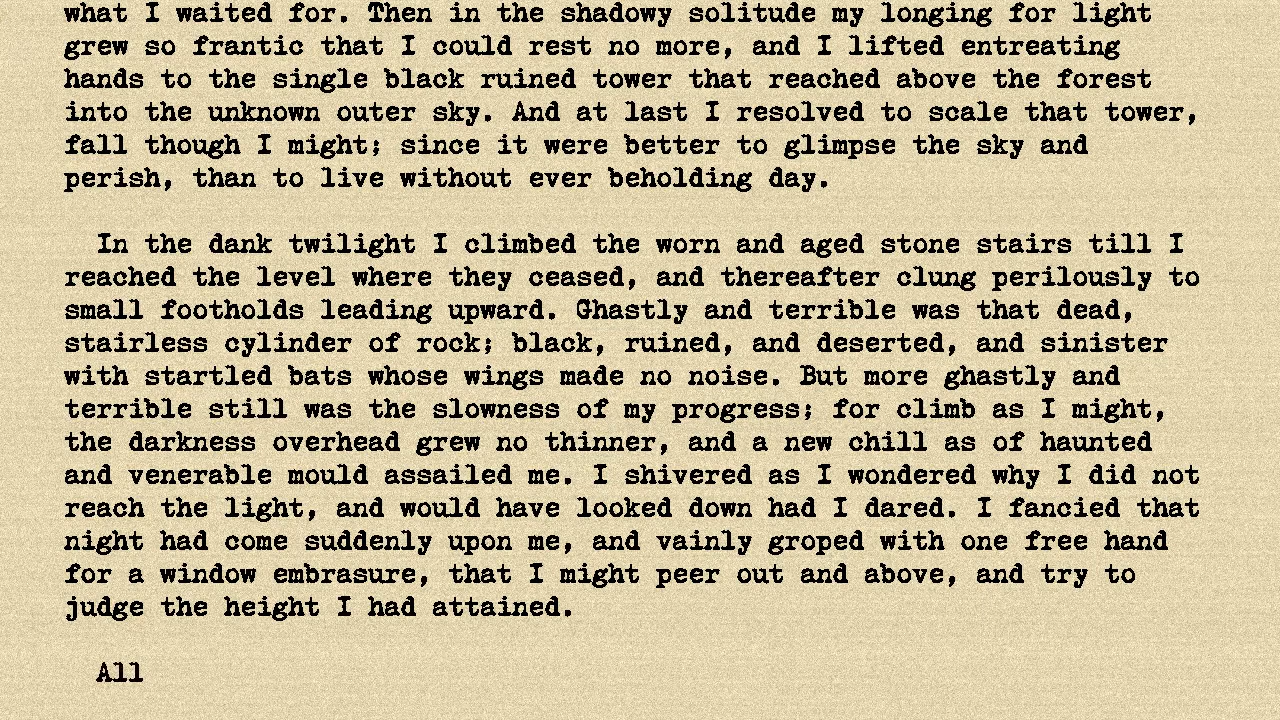 what I waited for. Then in the shadowy solitude my longing for light
grew so frantic that I could rest no more, and I lifted entreating
hands to the single black ruined tower that reached above the forest
into the unknown outer sky. And at last I resolved to scale that tower,
fall though I might; since it were better to glimpse the sky and
perish, than to live without ever beholding day.
In the dank twilight I climbed the worn and aged stone stairs till I
reached the level where they ceased, and thereafter clung perilously to
small footholds leading upward. Ghastly and terrible was that dead,
stairless cylinder of rock; black, ruined, and deserted, and sinister
with startled bats whose wings made no noise. But more ghastly and
terrible still was the slowness of my progress; for climb as I might,
the darkness overhead grew no thinner, and a new chill as of haunted
and venerable mould assailed me. I shivered as I wondered why I did not
reach the light, and would have looked down had I dared. I fancied that
night had come suddenly upon me, and vainly groped with one free hand
for a window embrasure, that I might peer out and above, and try to
judge the height I had attained.
All